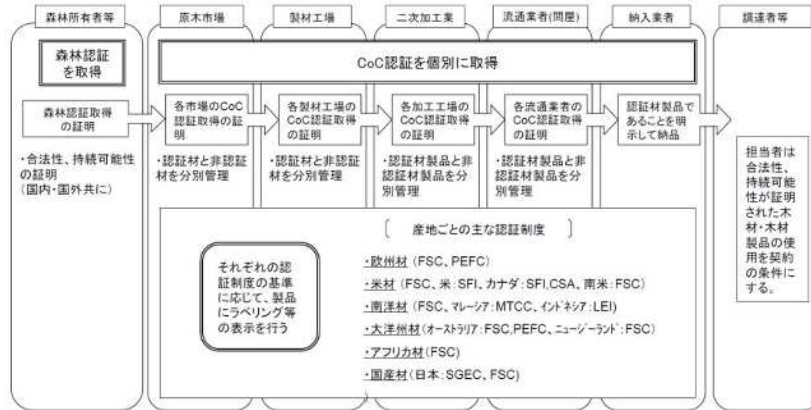 森林所有者等
原木市場
製材工場
二次加工業
流通業者(問屋)
納入業者
調達者等
森林認証
を取得
CoC認証を個別に取得
森林認証取得
の証明
各市場のCoC
認証取得の証
明
各製材工場の
CoC認証取得
の証明
各加工工場の
CoC認証取得
の証明
各流通業者の
CoC認証取得
の証明
認証材製品で
あることを明
示して納品
・合法性、持続可能性
の証明
(国内・国外共に)
・認証材と非認証
材を分別管理
・認証材と非認証
材を分別管理
・認証材製品と非
認証材製品を分
別管理
・認証材製品と非
認証材製品を分
別管理
担当者は
合法性、
持続可能
性が証明
された木
材・木材
製品の使
用を契約
の条件に
する。
それぞれの認
証制度の基準
に応じて、製品
にラベリング等
の表示を行う
〔 産地ごとの主な認証制度 〕
・欧州材 (FSC、PEFC)
・米材 (FSC、米:SFI、カナダ:SFI,CSA、南米:FSC)
・南洋材 (FSC、マレーシア:MTCC、インドネシア:LEI)
・大洋州材(オーストラリア:FSC,PEFC、ニュージーランド:FSC)
・アフリカ材(FSC)
・国産材 (日本:SGEC、FSC)